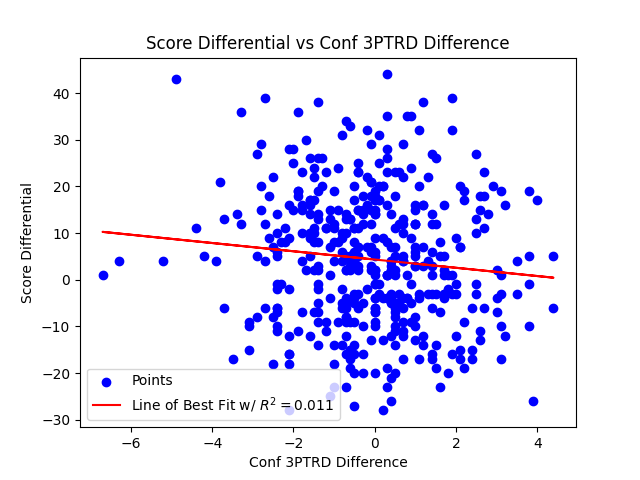 Score Differential vs Conf 3PTRD Difference
Score Differential
40
30
20
10
0
−10
−20
−30
Points
Line of Best Fit w/ R² = 0.011
−6
−4
−2
0
2
4
Conf 3PTRD Difference